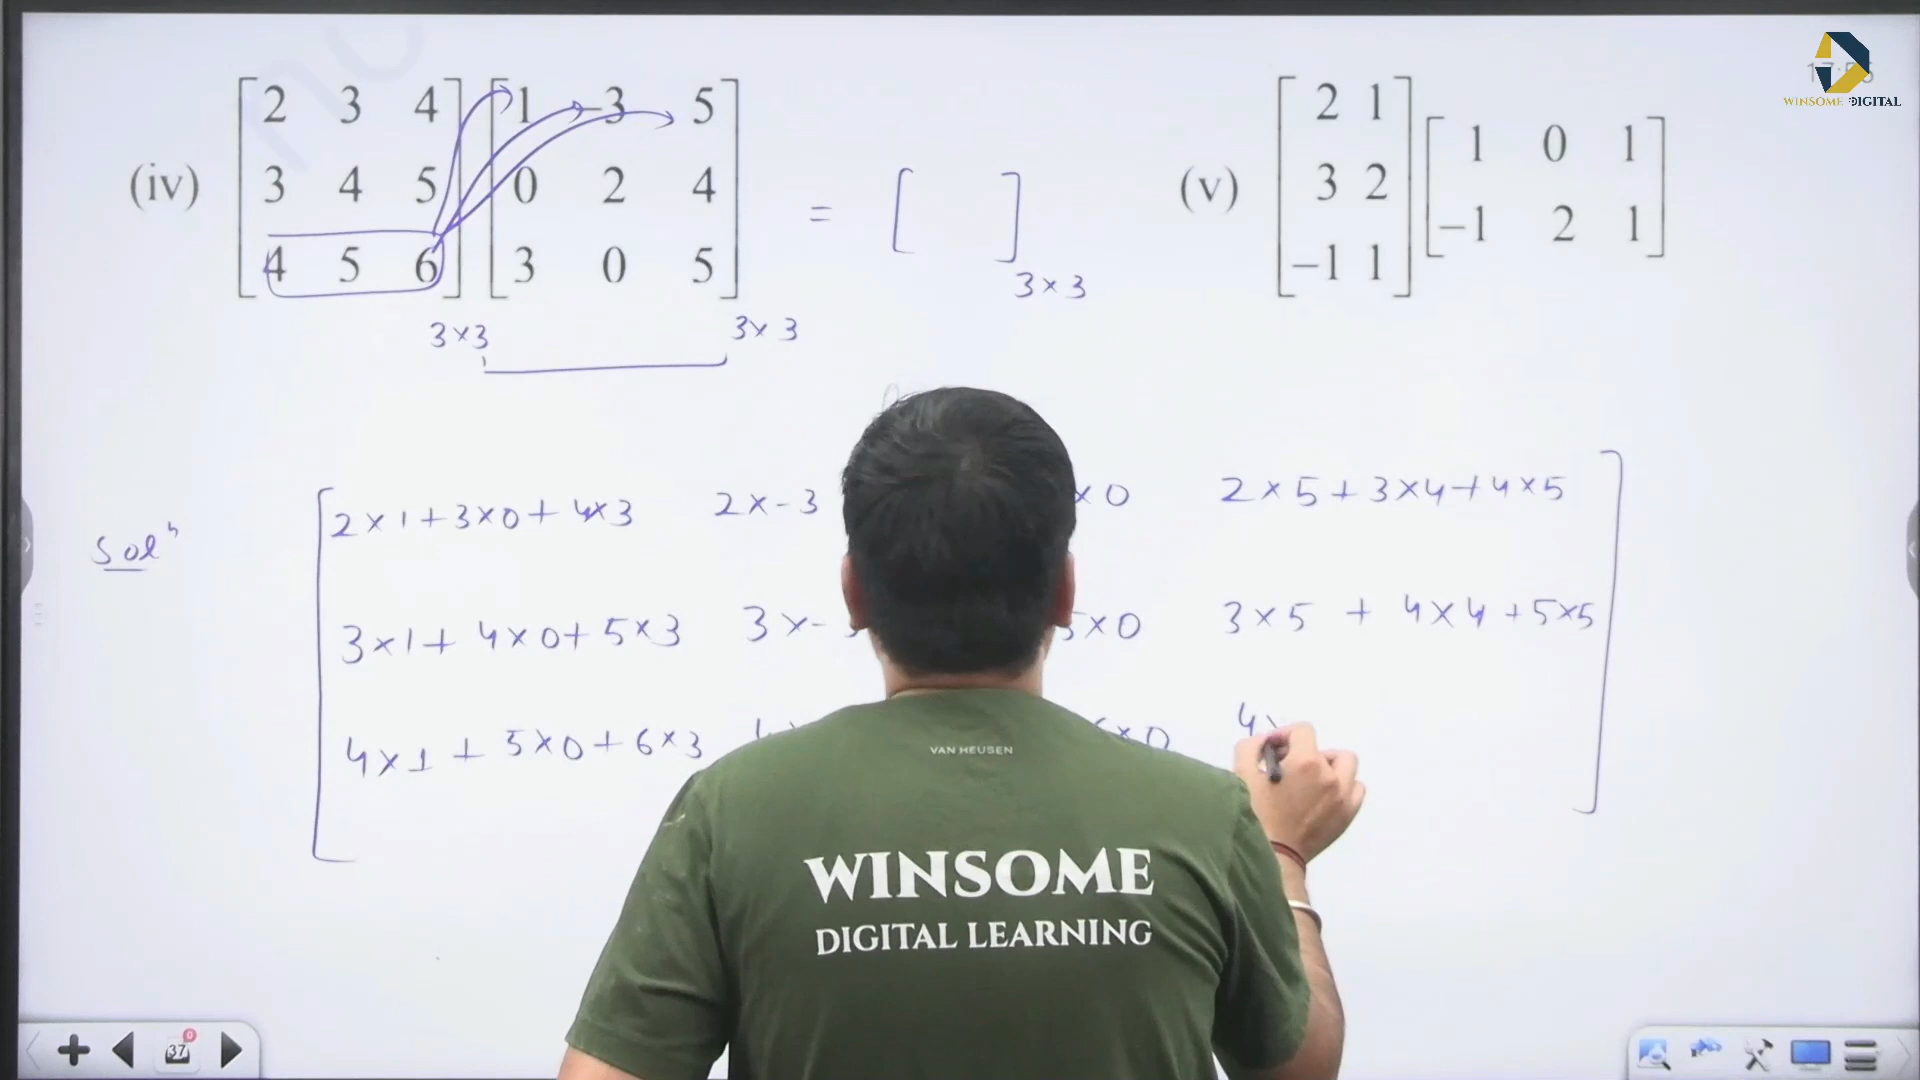 2 3 4 1 -3 5
(iv) 3 4 5 0 2 4 =
4 5 6 3 0 5
3×3 3×3 3×3
2 1
(v) 3 2 1 0 1
-1 1 -1 2 1
WINSOME DIGITAL
Solⁿ
2×1+3×0+4×3 2×-3 ×0 2×5+3×4+4×5
3×1+4×0+5×3 3×- 5×0 3×5 + 4×4+5×5
4×1 + 5×0+6×3 ×0 4×
VAN HEUSEN
WINSOME
DIGITAL LEARNING
37